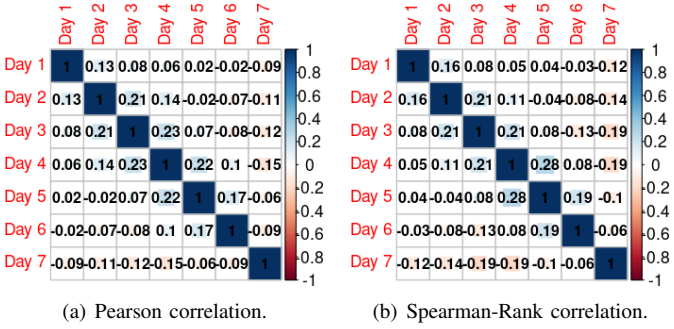 Day 1 Day 2 Day 3 Day 4 Day 5 Day 6 Day 7
Day 1 1 0.13 0.08 0.06 0.02 -0.02 -0.09
Day 2 0.13 1 0.21 0.14 -0.02 -0.07 -0.11
Day 3 0.08 0.21 1 0.23 0.07 -0.08 -0.12
Day 4 0.06 0.14 0.23 1 0.22 0.1 -0.15
Day 5 0.02 -0.02 0.07 0.22 1 0.17 -0.06
Day 6 -0.02 -0.07 -0.08 0.1 0.17 1 -0.09
Day 7 -0.09 -0.11 -0.12 -0.15 -0.06 -0.09 1
1
0.8
0.6
0.4
0.2
0
-0.2
-0.4
-0.6
-0.8
-1
(a) Pearson correlation.
Day 1 Day 2 Day 3 Day 4 Day 5 Day 6 Day 7
Day 1 1 0.16 0.08 0.05 0.04 -0.03 -0.12
Day 2 0.16 1 0.21 0.11 -0.04 -0.08 -0.14
Day 3 0.08 0.21 1 0.21 0.08 -0.13 -0.19
Day 4 0.05 0.11 0.21 1 0.28 0.08 -0.19
Day 5 0.04 -0.04 0.08 0.28 1 0.19 -0.1
Day 6 -0.03 -0.08 -0.13 0.08 0.19 1 -0.06
Day 7 -0.12 -0.14 -0.19 -0.19 -0.1 -0.06 1
1
0.8
0.6
0.4
0.2
0
-0.2
-0.4
-0.6
-0.8
-1
(b) Spearman-Rank correlation.